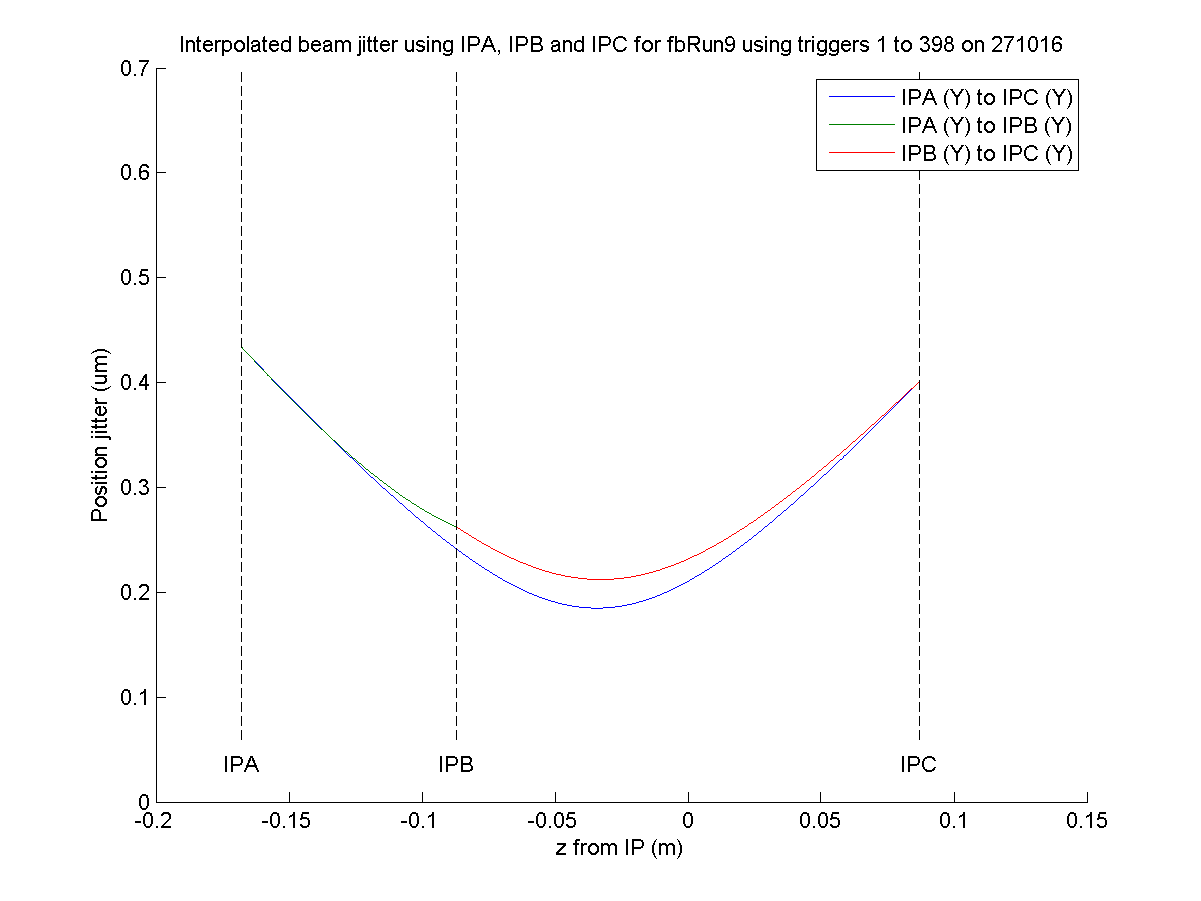 Interpolated beam jitter using IPA, IPB and IPC for fbRun9 using triggers 1 to 398 on 271016
IPA (Y) to IPC (Y)
IPA (Y) to IPB (Y)
IPB (Y) to IPC (Y)
Position jitter (um)
0.7
0.6
0.5
0.4
0.3
0.2
0.1
0
IPA
IPB
IPC
-0.2
-0.15
-0.1
-0.05
0
0.05
0.1
0.15
z from IP (m)